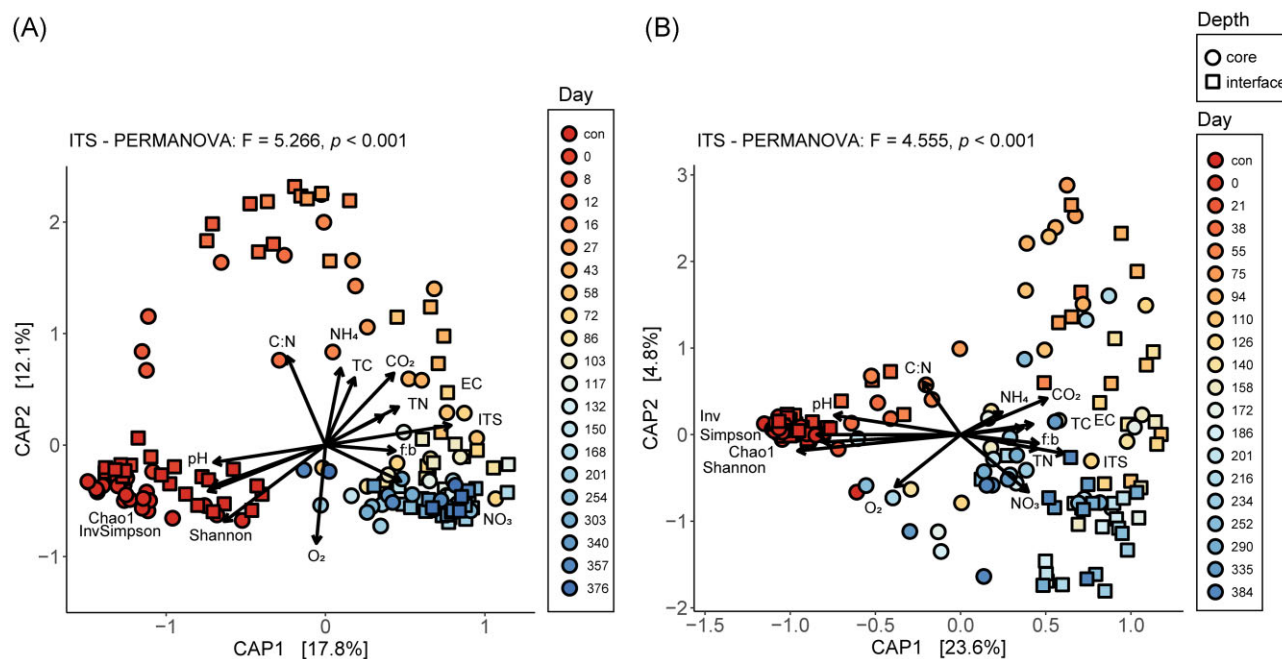 (A)
ITS - PERMANOVA: F = 5.266, p < 0.001
CAP2 [12.1%]
2
1
0
−1
C:N
NH₄
TC
CO₂
TN
EC
ITS
f:b
pH
Chao1
InvSimpson
Shannon
O₂
NO₃
−1
0
1
CAP1 [17.8%]
Day
con
0
8
12
16
27
43
58
72
86
103
117
132
150
168
201
254
303
340
357
376
(B)
ITS - PERMANOVA: F = 4.555, p < 0.001
CAP2 [4.8%]
3
2
1
0
−1
−2
C:N
pH
NH₄
CO₂
Inv
Simpson
Chao1
Shannon
TC
EC
f:b
TN
ITS
NO₃
O₂
−1.5
−1.0
−0.5
0.0
0.5
1.0
CAP1 [23.6%]
Depth
core
interface
Day
con
0
21
38
55
75
94
110
126
140
158
172
186
201
216
234
252
290
335
384